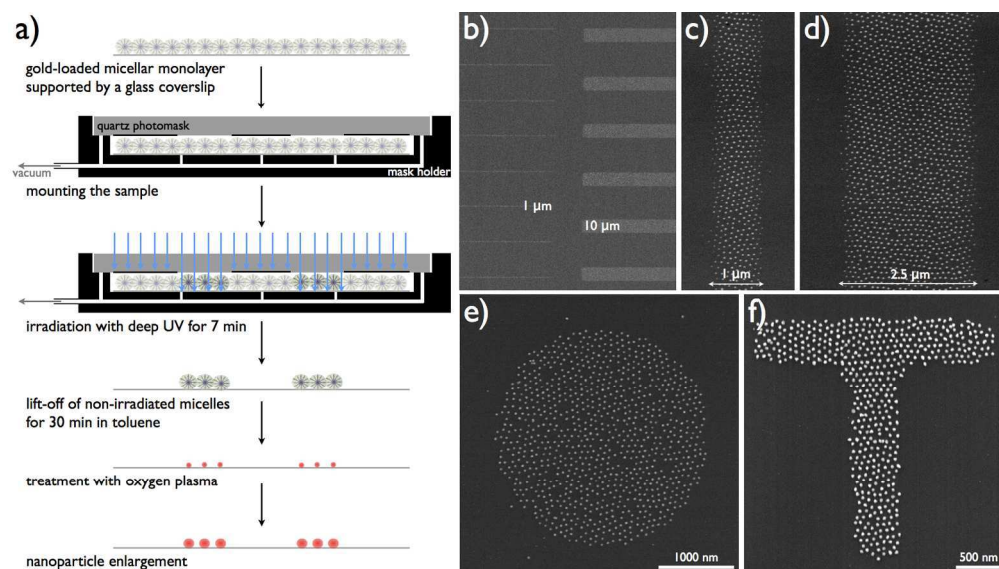 a)
gold-loaded micellar monolayer
supported by a glass coverslip
quartz photomask
vacuum
mask holder
mounting the sample
irradiation with deep UV for 7 min
lift-off of non-irradiated micelles
for 30 min in toluene
treatment with oxygen plasma
nanoparticle enlargement
b)
1 μm
10 μm
c)
1 μm
d)
2.5 μm
e)
1000 nm
f)
500 nm